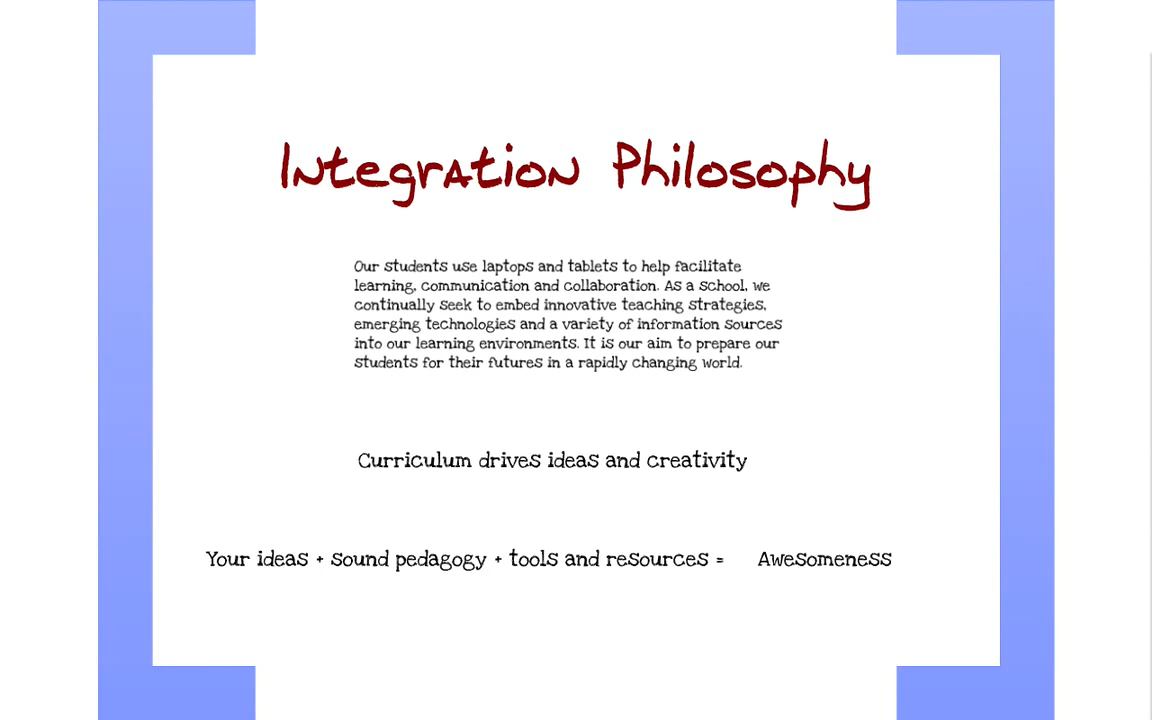 Integration Philosophy
Our students use laptops and tablets to help facilitate
learning, communication and collaboration. As a school, we
continually seek to embed innovative teaching strategies,
emerging technologies and a variety of information sources
into our learning environments. It is our aim to prepare our
students for their futures in a rapidly changing world.
Curriculum drives ideas and creativity
Your ideas + sound pedagogy + tools and resources = Awesomeness